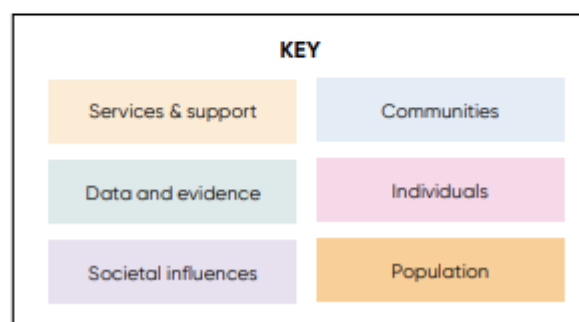 KEY
Services & support
Communities
Data and evidence
Individuals
Societal influences
Population